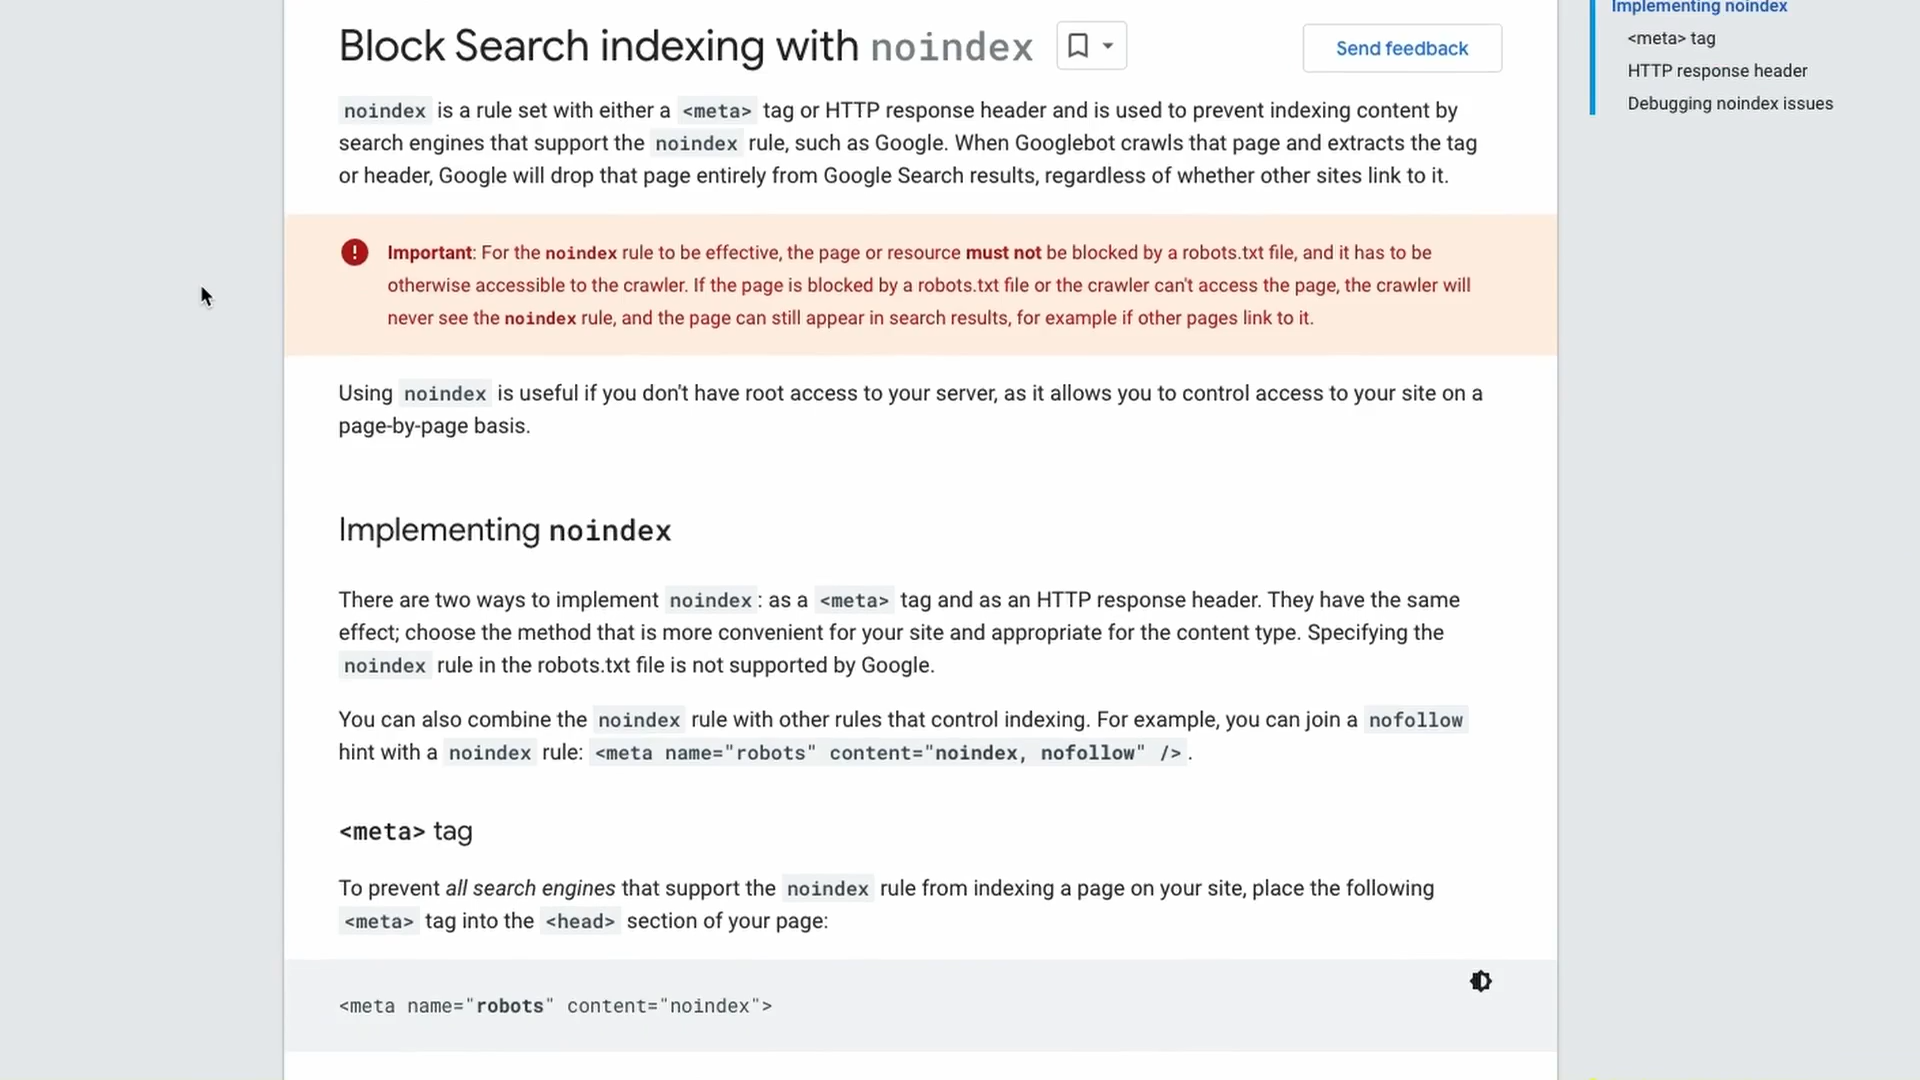 Block Search indexing with noindex
Send feedback
Implementing noindex
<meta> tag
HTTP response header
Debugging noindex issues
noindex is a rule set with either a <meta> tag or HTTP response header and is used to prevent indexing content by
search engines that support the noindex rule, such as Google. When Googlebot crawls that page and extracts the tag
or header, Google will drop that page entirely from Google Search results, regardless of whether other sites link to it.
Important: For the noindex rule to be effective, the page or resource must not be blocked by a robots.txt file, and it has to be
otherwise accessible to the crawler. If the page is blocked by a robots.txt file or the crawler can't access the page, the crawler will
never see the noindex rule, and the page can still appear in search results, for example if other pages link to it.
Using noindex is useful if you don't have root access to your server, as it allows you to control access to your site on a
page-by-page basis.
Implementing noindex
There are two ways to implement noindex: as a <meta> tag and as an HTTP response header. They have the same
effect; choose the method that is more convenient for your site and appropriate for the content type. Specifying the
noindex rule in the robots.txt file is not supported by Google.
You can also combine the noindex rule with other rules that control indexing. For example, you can join a nofollow
hint with a noindex rule: <meta name="robots" content="noindex, nofollow" />.
<meta> tag
To prevent all search engines that support the noindex rule from indexing a page on your site, place the following
<meta> tag into the <head> section of your page:
<meta name="robots" content="noindex">